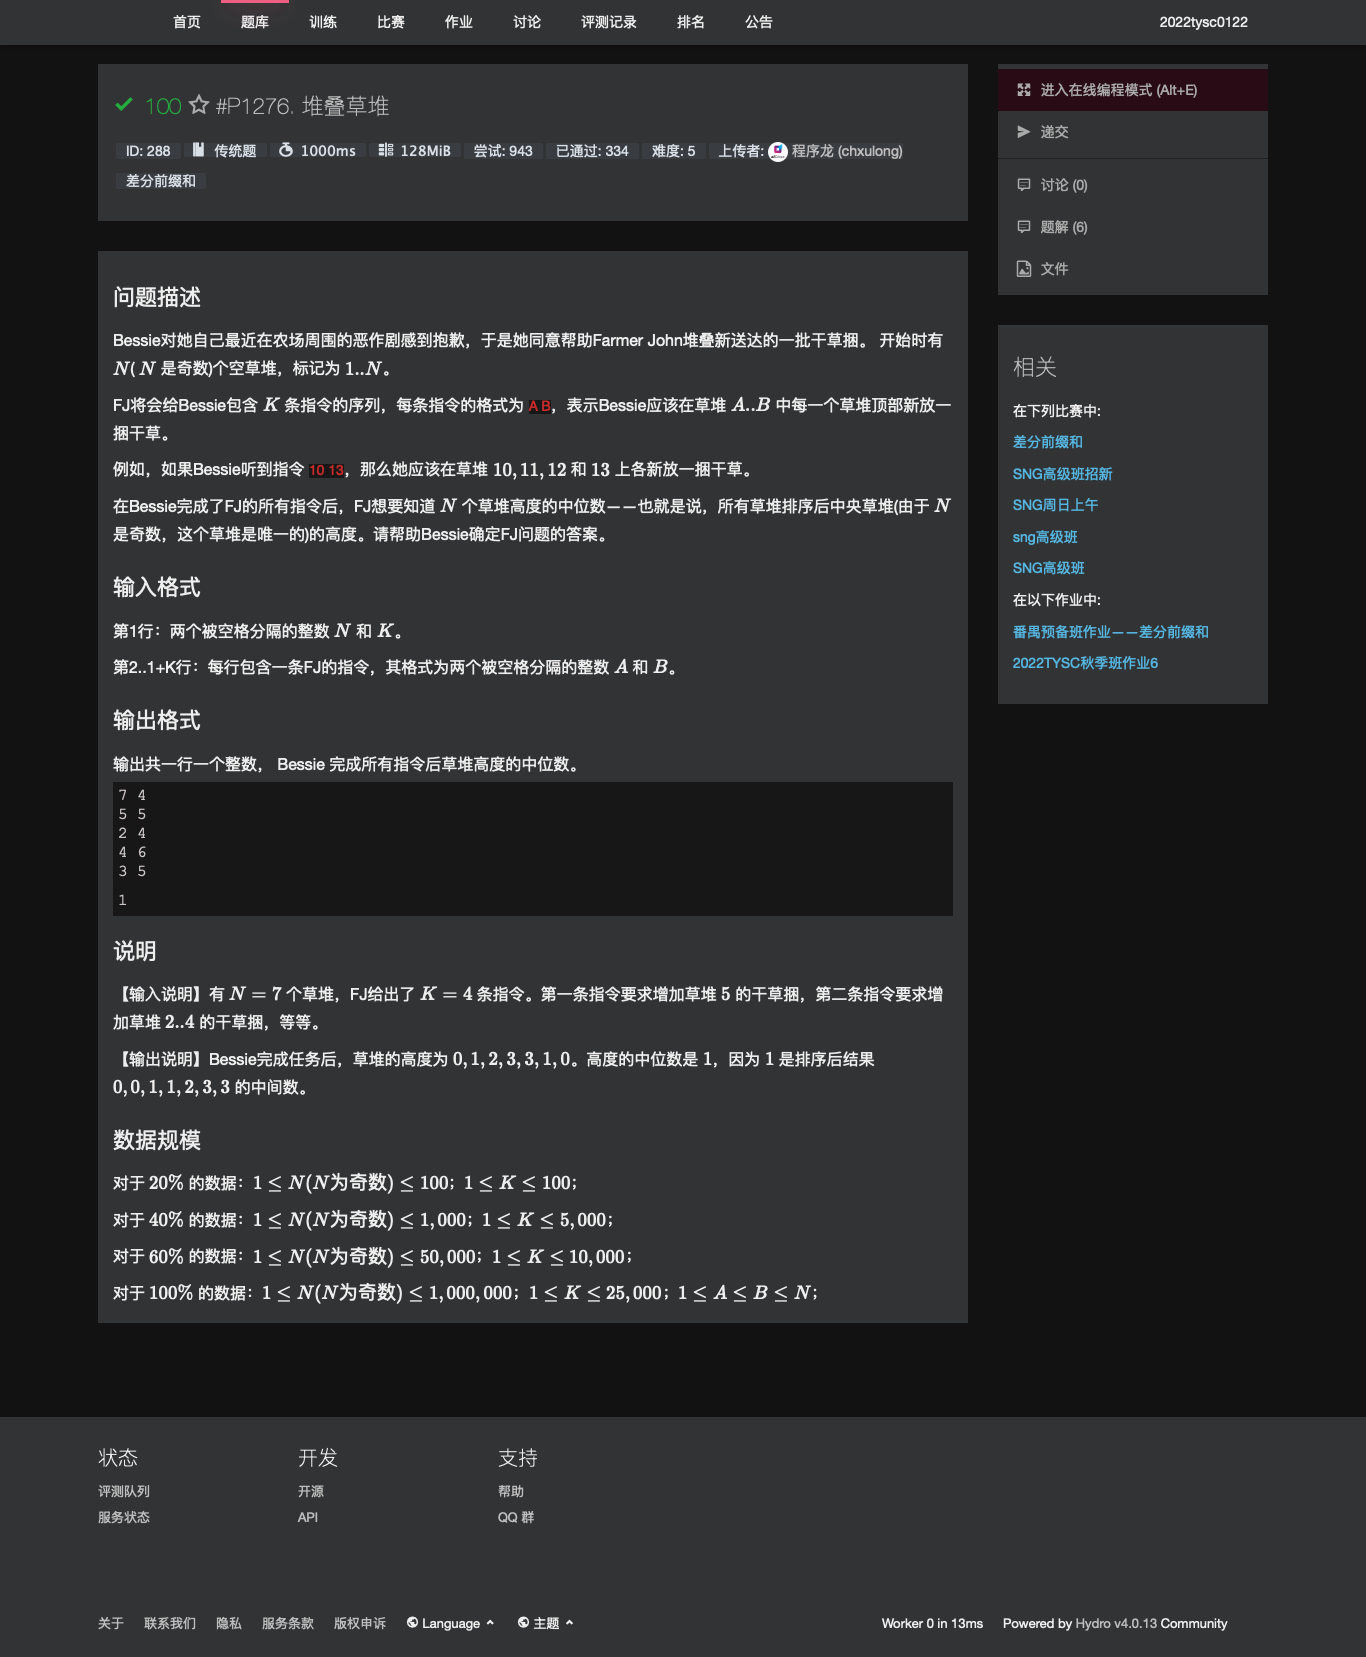 首页 题库 训练 比赛 作业 讨论 评测记录 排名 公告 2022tysc0122
100 #P1276. 堆叠草堆
ID: 288 传统题 1000ms 128MiB 尝试: 943 已通过: 334 难度: 5 上传者: 程序龙 (chxulong)
差分前缀和
问题描述
Bessie对她自己最近在农场周围的恶作剧感到抱歉，于是她同意帮助Farmer John堆叠新送达的一批干草捆。 开始时有
N( N 是奇数)个空草堆，标记为 1..N。
FJ将会给Bessie包含 K 条指令的序列，每条指令的格式为 A B，表示Bessie应该在草堆 A..B 中每一个草堆顶部新放一
捆干草。
例如，如果Bessie听到指令 10 13，那么她应该在草堆 10, 11, 12 和 13 上各新放一捆干草。
在Bessie完成了FJ的所有指令后，FJ想要知道 N 个草堆高度的中位数——也就是说，所有草堆排序后中央草堆(由于 N
是奇数，这个草堆是唯一的)的高度。请帮助Bessie确定FJ问题的答案。
输入格式
第1行：两个被空格分隔的整数 N 和 K。
第2..1+K行：每行包含一条FJ的指令，其格式为两个被空格分隔的整数 A 和 B。
输出格式
输出共一行一个整数， Bessie 完成所有指令后草堆高度的中位数。
7 4
5 5
2 4
4 6
3 5
1
说明
【输入说明】有 N = 7 个草堆，FJ给出了 K = 4 条指令。第一条指令要求增加草堆 5 的干草捆，第二条指令要求增
加草堆 2..4 的干草捆，等等。
【输出说明】Bessie完成任务后，草堆的高度为 0, 1, 2, 3, 3, 1, 0。高度的中位数是 1，因为 1 是排序后结果
0, 0, 1, 1, 2, 3, 3 的中间数。
数据规模
对于 20% 的数据：1 ≤ N(N为奇数) ≤ 100；1 ≤ K ≤ 100；
对于 40% 的数据：1 ≤ N(N为奇数) ≤ 1,000；1 ≤ K ≤ 5,000；
对于 60% 的数据：1 ≤ N(N为奇数) ≤ 50,000；1 ≤ K ≤ 10,000；
对于 100% 的数据：1 ≤ N(N为奇数) ≤ 1,000,000；1 ≤ K ≤ 25,000；1 ≤ A ≤ B ≤ N；
进入在线编程模式 (Alt+E)
递交
讨论 (0)
题解 (6)
文件
相关
在下列比赛中:
差分前缀和
SNG高级班招新
SNG周日上午
sng高级班
SNG高级班
在以下作业中:
番禺预备班作业——差分前缀和
2022TYSC秋季班作业6
状态 开发 支持
评测队列 开源 帮助
服务状态 API QQ 群
关于 联系我们 隐私 服务条款 版权申诉 Language 主题 Worker 0 in 13ms Powered by Hydro v4.0.13 Community